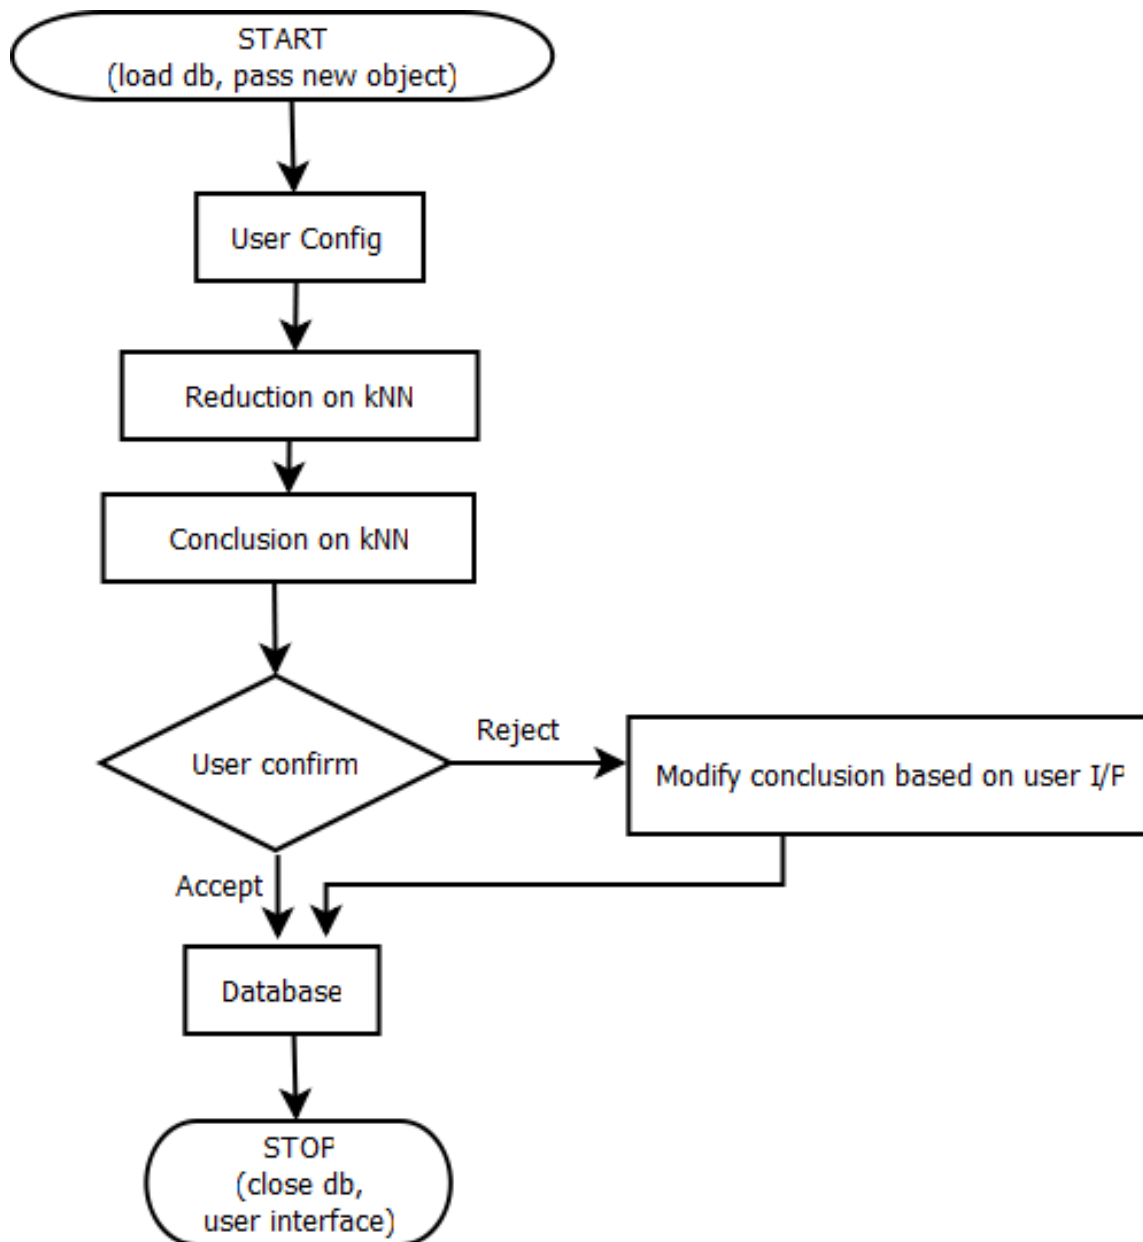 START
(load db, pass new object)
User Config
Reduction on kNN
Conclusion on kNN
User confirm
Reject
Modify conclusion based on user I/P
Accept
Database
STOP
(close db,
user interface)